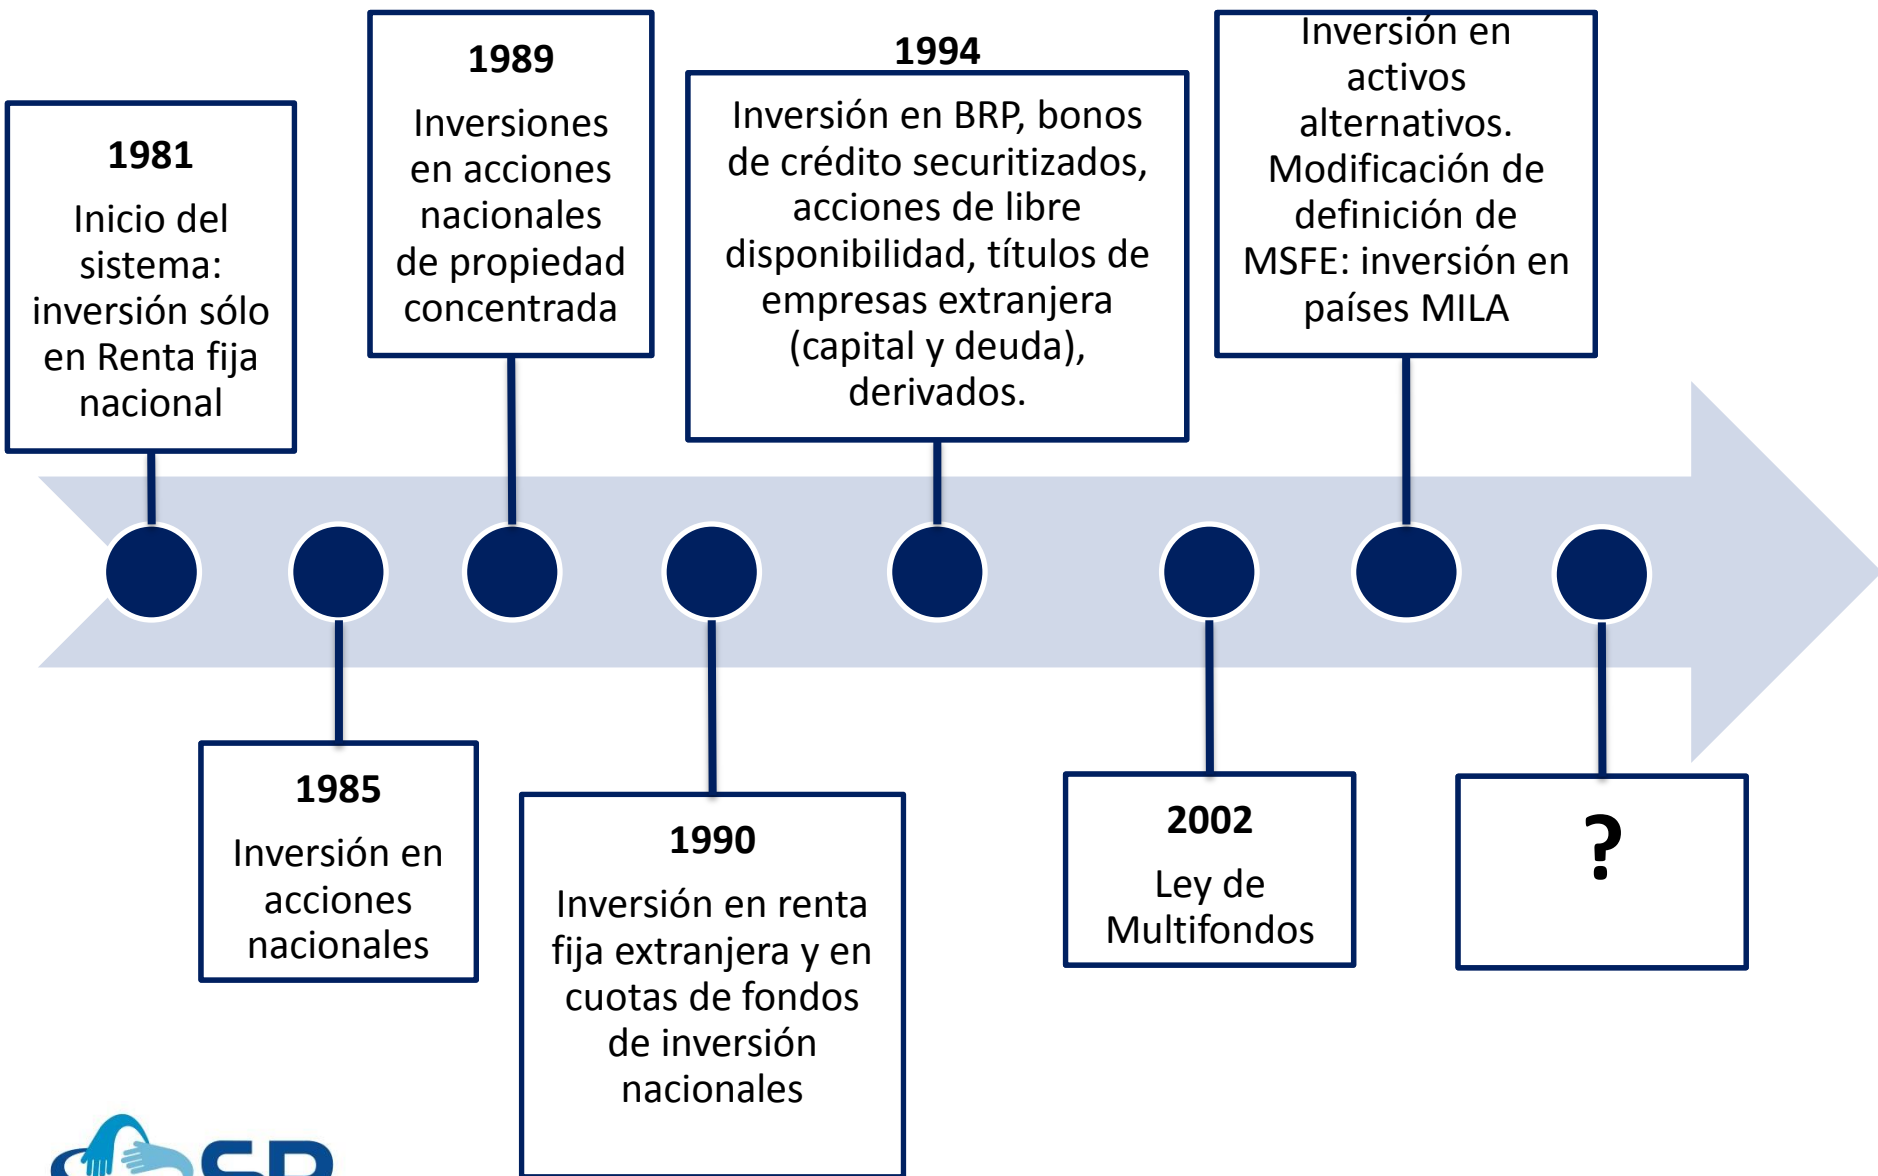 1981
Inicio del
sistema:
inversión sólo
en Renta fija
nacional
1985
Inversión en
acciones
nacionales
1989
Inversiones
en acciones
nacionales
de propiedad
concentrada
1990
Inversión en renta
fija extranjera y en
cuotas de fondos
de inversión
nacionales
1994
Inversión en BRP, bonos
de crédito securitizados,
acciones de libre
disponibilidad, títulos de
empresas extranjera
(capital y deuda),
derivados.
2002
Ley de
Multifondos
Inversión en
activos
alternativos.
Modificación de
definición de
MSFE: inversión en
países MILA
?
SP